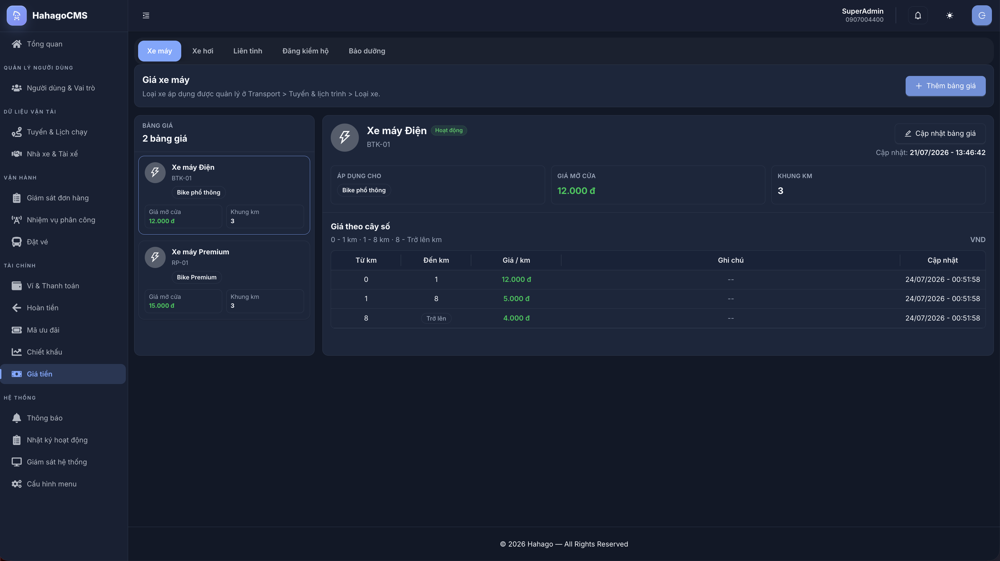 HahagoCMS
SuperAdmin
0907004400
Tổng quan
QUẢN LÝ NGƯỜI DÙNG
Người dùng & Vai trò
DỮ LIỆU VẬN TẢI
Tuyến & Lịch chạy
Nhà xe & Tài xế
VẬN HÀNH
Giám sát đơn hàng
Nhiệm vụ phân công
Đặt vé
TÀI CHÍNH
Ví & Thanh toán
Hoàn tiền
Mã ưu đãi
Chiết khấu
Giá tiền
HỆ THỐNG
Thông báo
Nhật ký hoạt động
Giám sát hệ thống
Cấu hình menu
Xe máy Xe hơi Liên tỉnh Đăng kiểm hộ Bảo dưỡng
Giá xe máy
Loại xe áp dụng được quản lý ở Transport > Tuyến & lịch trình > Loại xe.
+ Thêm bảng giá
BẢNG GIÁ
2 bảng giá
Xe máy Điện
BTK-01
Bike phổ thông
Giá mở cửa Khung km
12.000 đ 3
Xe máy Premium
RP-01
Bike Premium
Giá mở cửa Khung km
15.000 đ 3
Xe máy Điện Hoạt động
BTK-01
Cập nhật bảng giá
Cập nhật: 21/07/2026 - 13:46:42
ÁP DỤNG CHO
Bike phổ thông
GIÁ MỞ CỬA
12.000 đ
KHUNG KM
3
Giá theo cây số
0 - 1 km · 1 - 8 km · 8 - Trở lên km
VND
Từ km Đến km Giá / km Ghi chú Cập nhật
0 1 12.000 đ -- 24/07/2026 - 00:51:58
1 8 5.000 đ -- 24/07/2026 - 00:51:58
8 Trở lên 4.000 đ -- 24/07/2026 - 00:51:58
© 2026 Hahago — All Rights Reserved